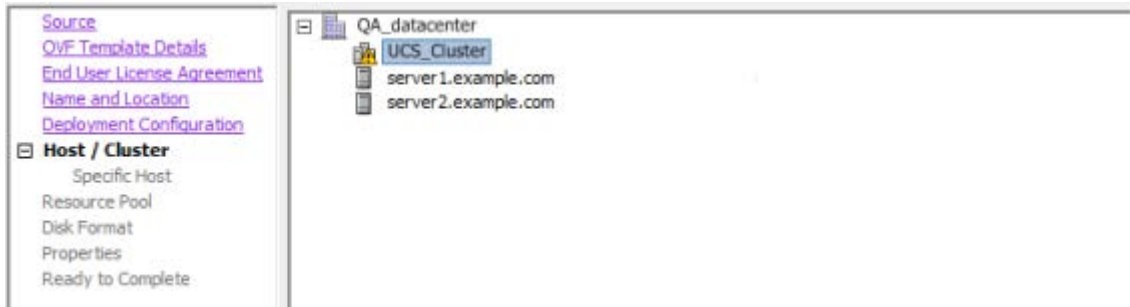 Source
OVF Template Details
End User License Agreement
Name and Location
Deployment Configuration
Host / Cluster
Specific Host
Resource Pool
Disk Format
Properties
Ready to Complete
QA_datacenter
UCS_Cluster
server1.example.com
server2.example.com